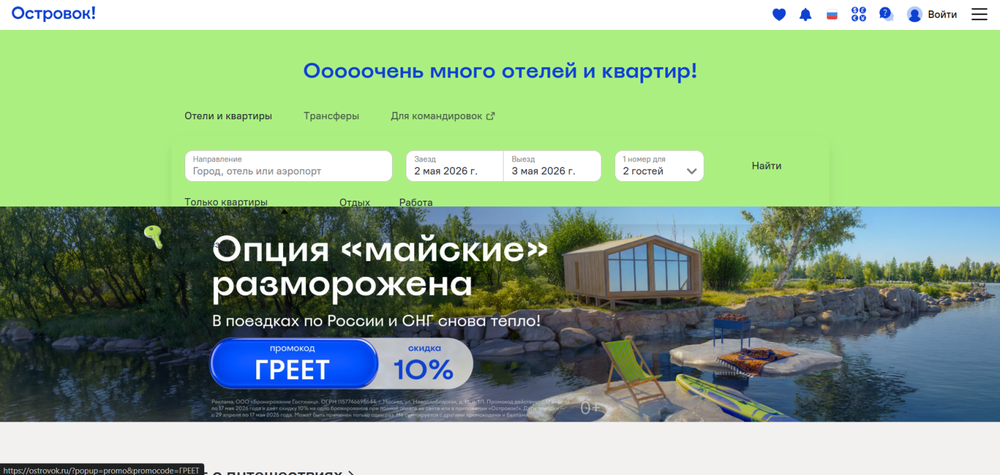 Островок!
Войти
Ооооочень много отелей и квартир!
Отели и квартиры
Трансферы
Для командировок
Направление
Город, отель или аэропорт
Заезд
2 мая 2026 г.
Выезд
3 мая 2026 г.
1 номер для
2 гостей
Найти
Только квартиры
Отдых
Работа
Опция «майские»
разморожена
В поездках по России и СНГ снова тепло!
промокод
ГРЕЕТ
скидка
10%
Реклама. ООО «Бронирование Гостиниц». ОГРН 1157746695644, г. Москва, ул. Новослободская, д. 16, п. 1/1. Промокод действует с 17 апреля
по 17 мая 2026 года и даёт скидку 10% на одно бронирование при полной оплате на сайте или в приложении «Островок!». Даты поездки —
с 29 апреля по 17 мая 2026 года. Может быть применен только один раз. Не суммируется с другими промокодами и баллами.
0+
о путешествиях
https://ostrovok.ru/?popup=promo&promocode=ГРЕЕТ